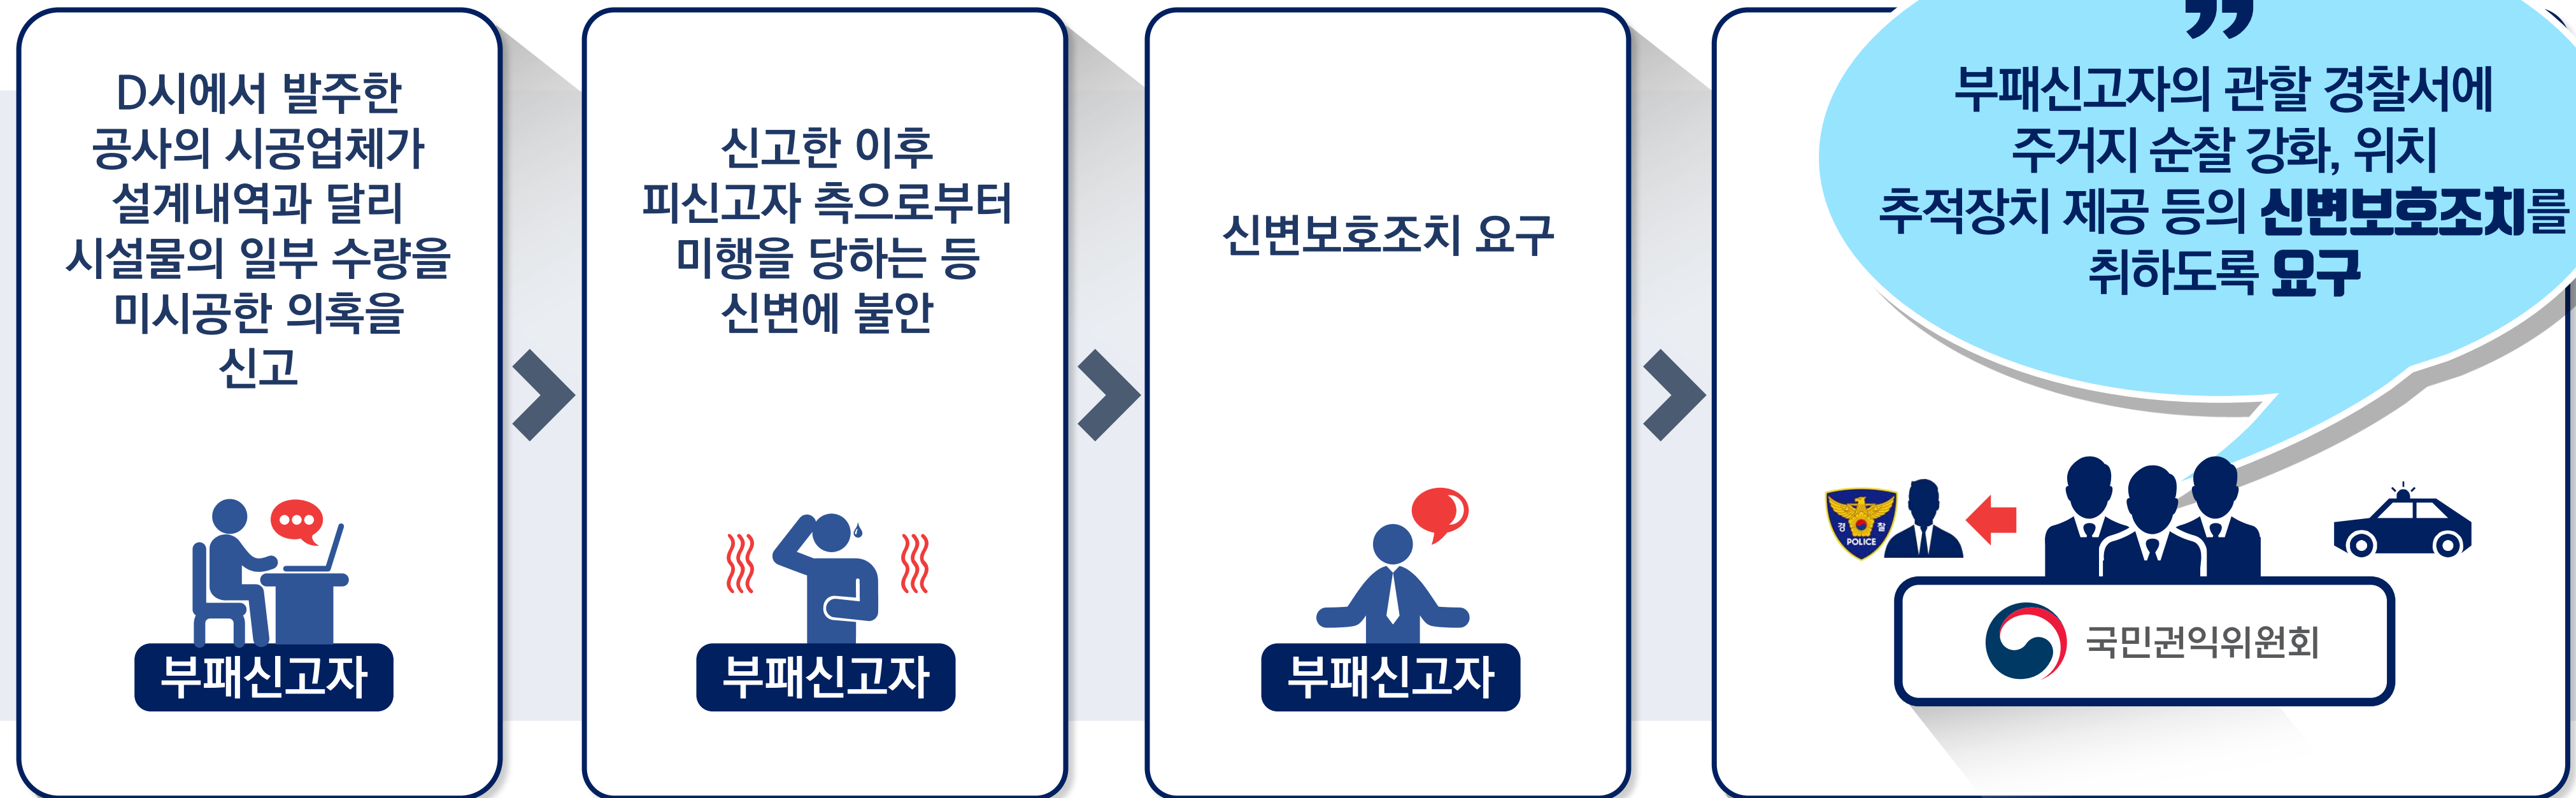 D시에서 발주한
공사의 시공업체가
설계내역과 달리
시설물의 일부 수량을
미시공한 의혹을
신고
부패신고자
신고한 이후
피신고자 측으로부터
미행을 당하는 등
신변에 불안
부패신고자
신변보호조치 요구
부패신고자
”
부패신고자의 관할 경찰서에
주거지 순찰 강화, 위치
추적장치 제공 등의 신변보호조치를
취하도록 요구
경찰
POLICE
국민권익위원회